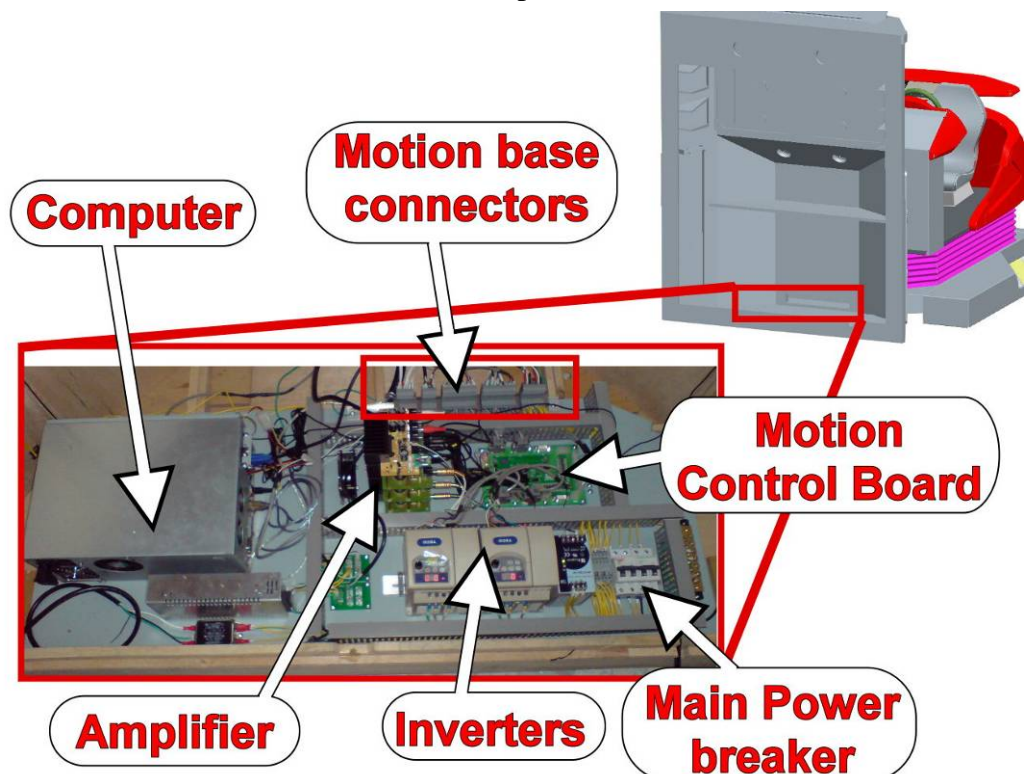 Motion base
connectors
Computer
Motion
Control Board
Amplifier
Inverters
Main Power
breaker